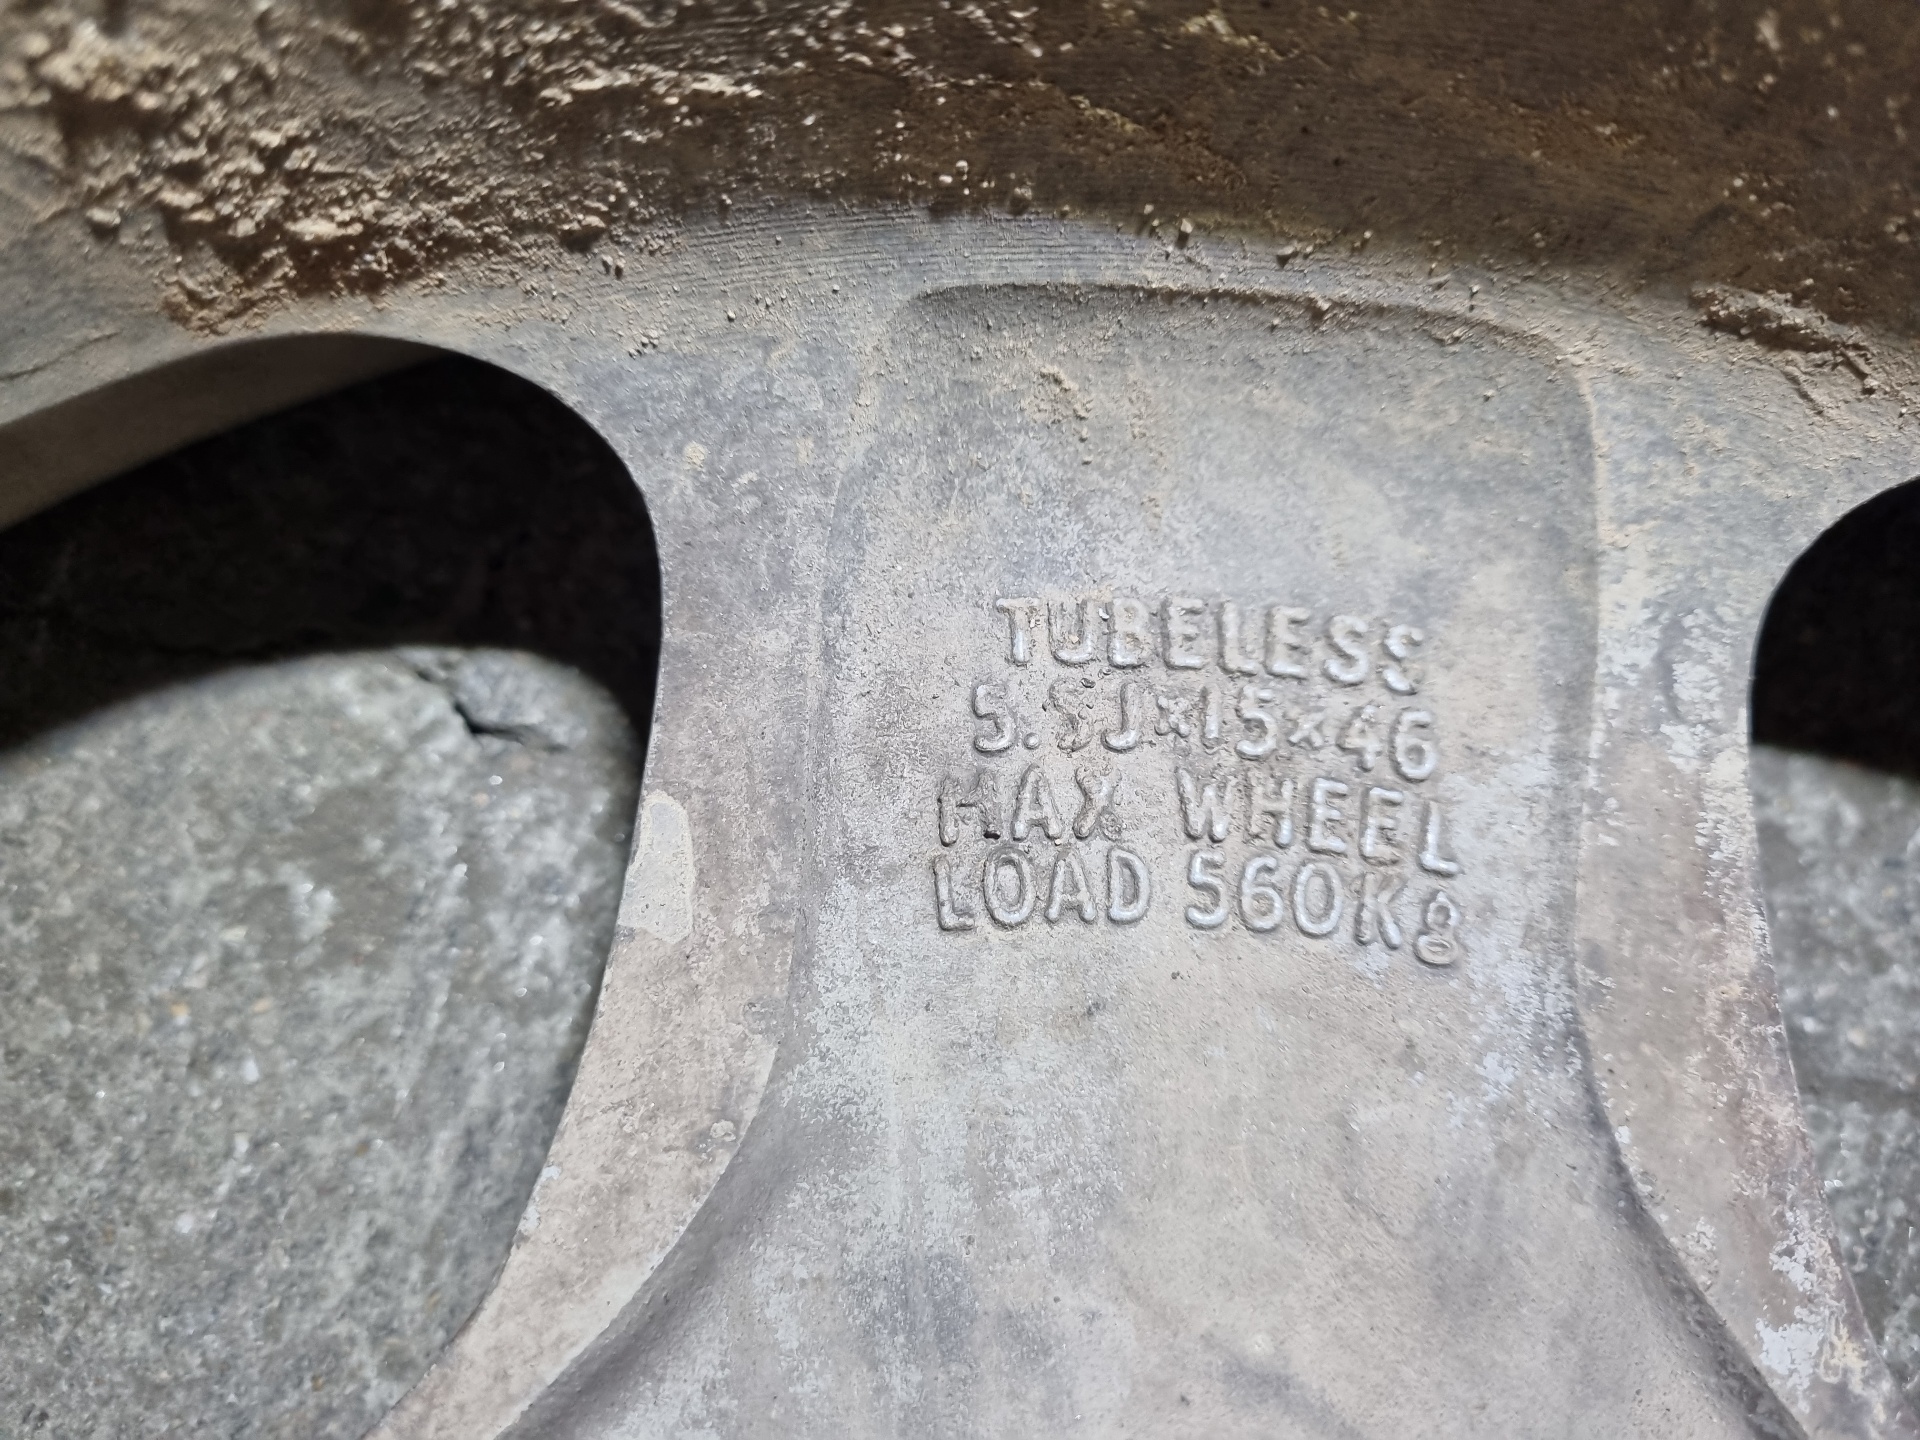 TUBELESS
5.5J×15×46
MAX WHEEL
LOAD 560Kg